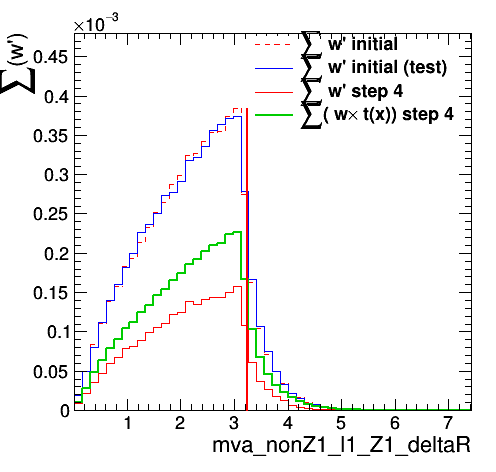 ×10⁻³
∑(w')
∑ w' initial
∑ w' initial (test)
∑ w' step 4
∑( w× t(x)) step 4
0.45
0.4
0.35
0.3
0.25
0.2
0.15
0.1
0.05
0
1 2 3 4 5 6 7
mva_nonZ1_l1_Z1_deltaR